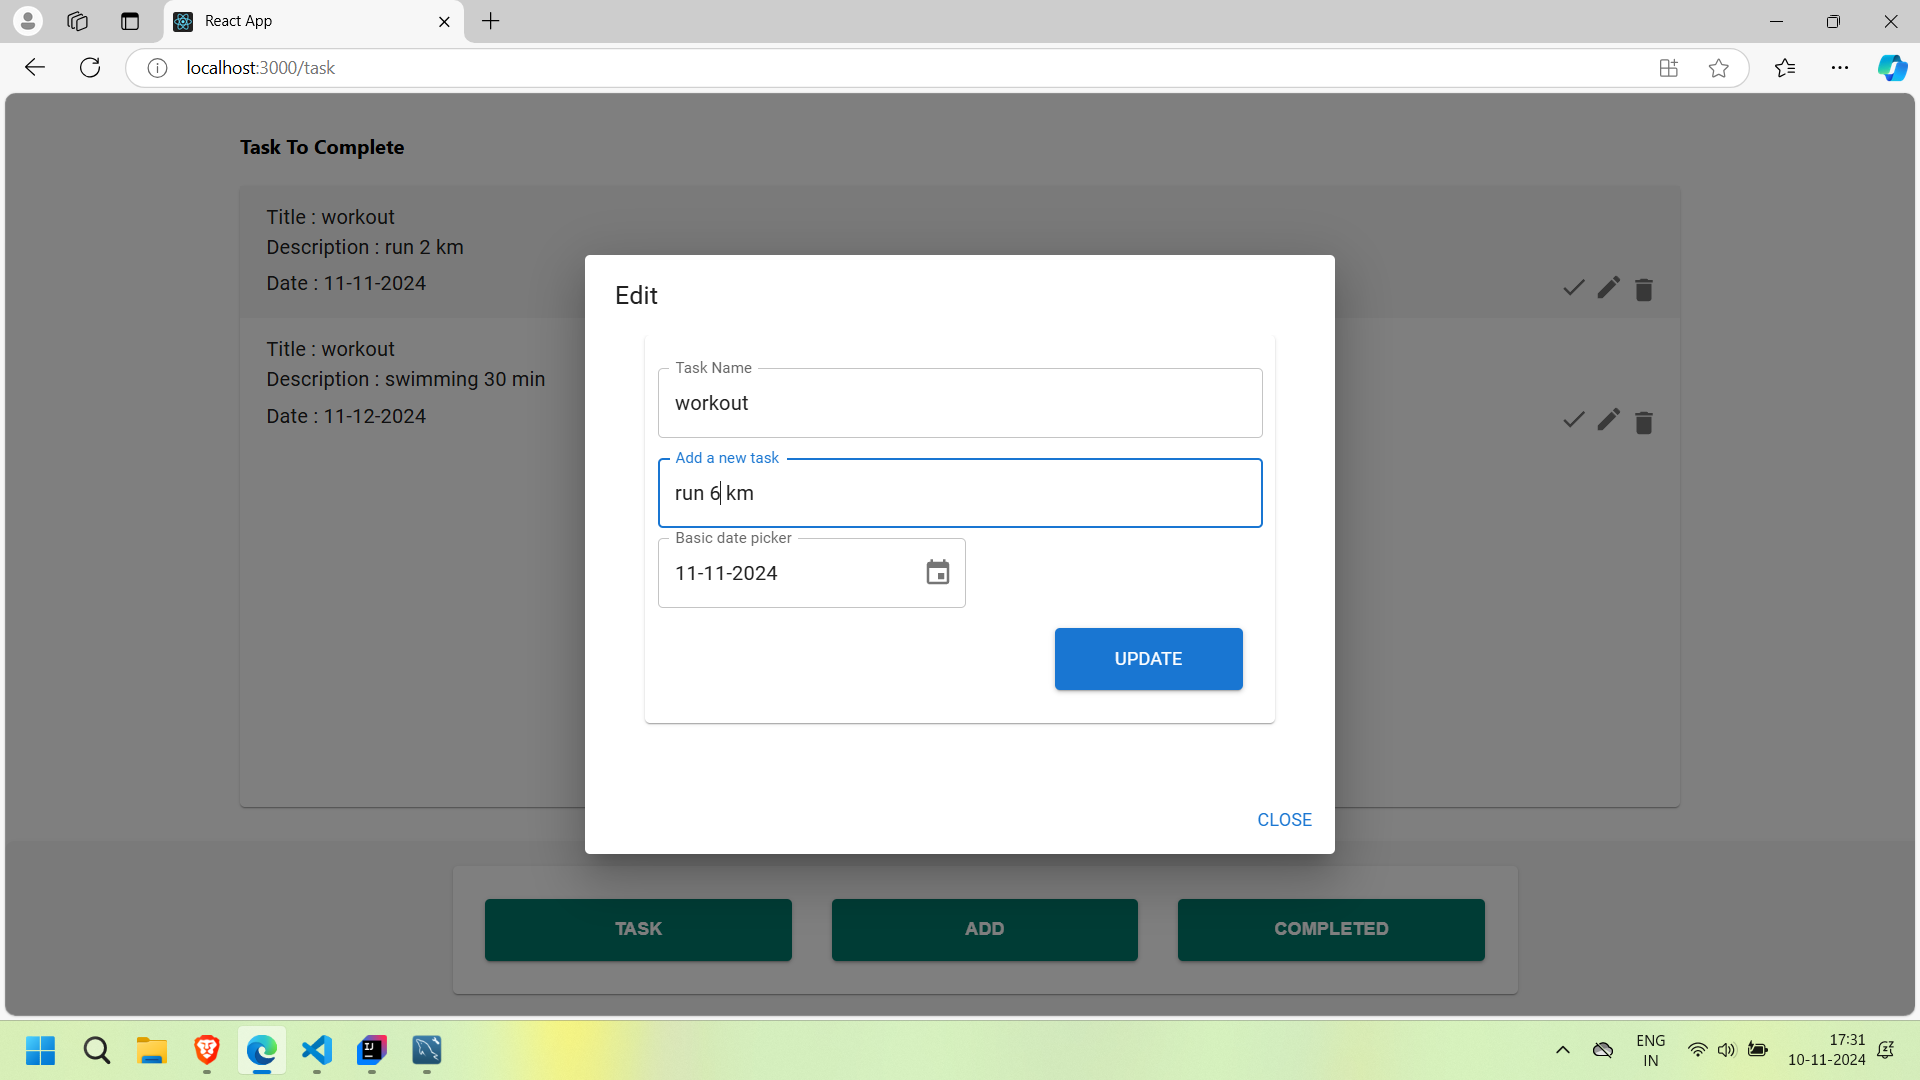 React App
localhost:3000/task
Task To Complete
Title : workout
Description : run 2 km
Date : 11-11-2024
Title : workout
Description : swimming 30 min
Date : 11-12-2024
Edit
Task Name
workout
Add a new task
run 6 km
Basic date picker
11-11-2024
UPDATE
CLOSE
TASK
ADD
COMPLETED
IJ
ENG
IN
17:31
10-11-2024